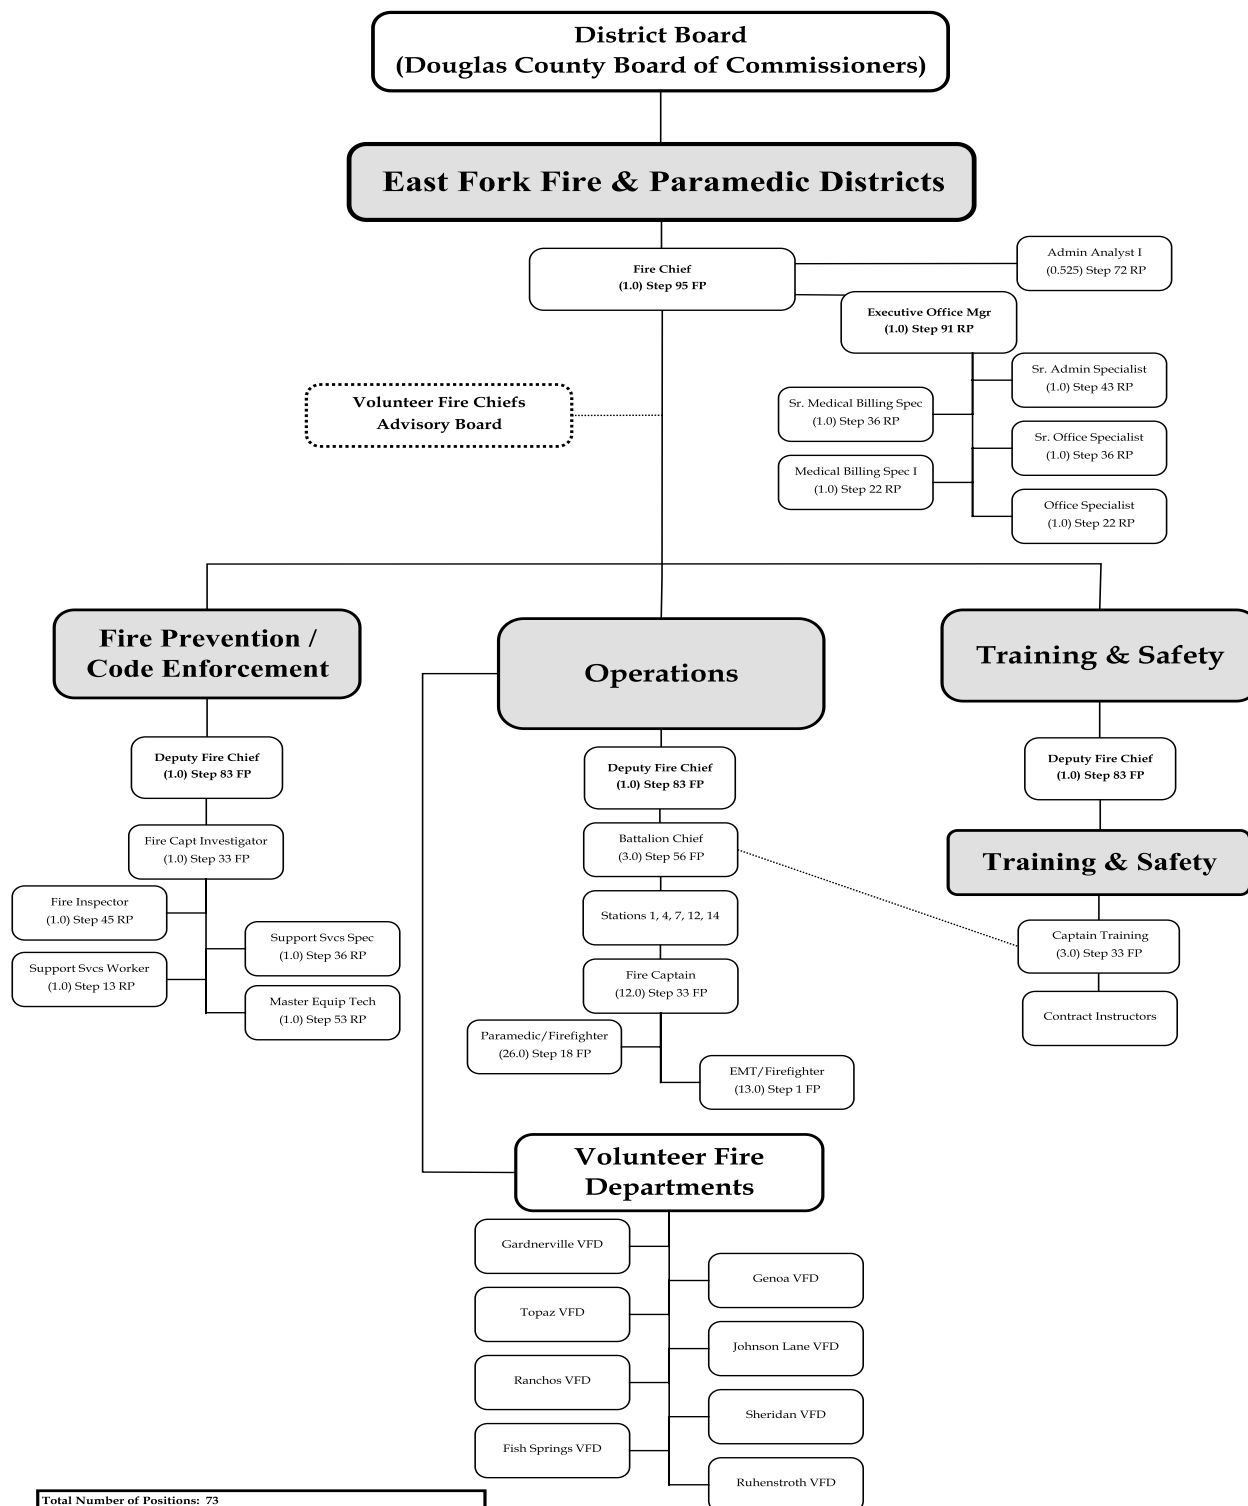 District Board
(Douglas County Board of Commissioners)
East Fork Fire & Paramedic Districts
Fire Chief
(1.0) Step 95 FP
Admin Analyst I
(0.525) Step 72 RP
Executive Office Mgr
(1.0) Step 91 RP
Sr. Admin Specialist
(1.0) Step 43 RP
Volunteer Fire Chiefs
Advisory Board
Sr. Medical Billing Spec
(1.0) Step 36 RP
Sr. Office Specialist
(1.0) Step 36 RP
Medical Billing Spec I
(1.0) Step 22 RP
Office Specialist
(1.0) Step 22 RP
Fire Prevention /
Code Enforcement
Operations
Training & Safety
Deputy Fire Chief
(1.0) Step 83 FP
Deputy Fire Chief
(1.0) Step 83 FP
Deputy Fire Chief
(1.0) Step 83 FP
Fire Capt Investigator
(1.0) Step 33 FP
Battalion Chief
(3.0) Step 56 FP
Training & Safety
Fire Inspector
(1.0) Step 45 RP
Stations 1, 4, 7, 12, 14
Support Svcs Spec
(1.0) Step 36 RP
Captain Training
(3.0) Step 33 FP
Support Svcs Worker
(1.0) Step 13 RP
Fire Captain
(12.0) Step 33 FP
Master Equip Tech
(1.0) Step 53 RP
Contract Instructors
Paramedic/Firefighter
(26.0) Step 18 FP
EMT/Firefighter
(13.0) Step 1 FP
Volunteer Fire
Departments
Gardnerville VFD
Genoa VFD
Topaz VFD
Johnson Lane VFD
Ranchos VFD
Sheridan VFD
Fish Springs VFD
Ruhenstroth VFD
Total Number of Positions: 73